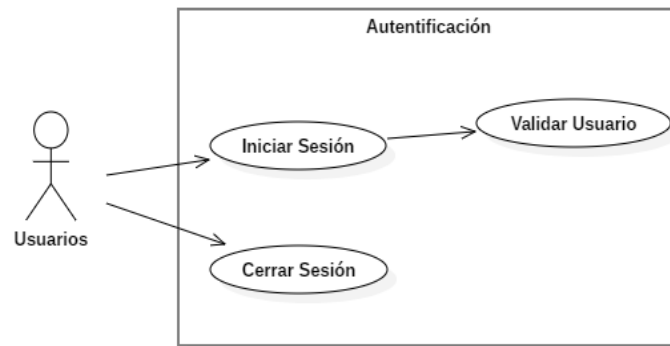 Autentificación
Validar Usuario
Iniciar Sesión
Usuarios
Cerrar Sesión